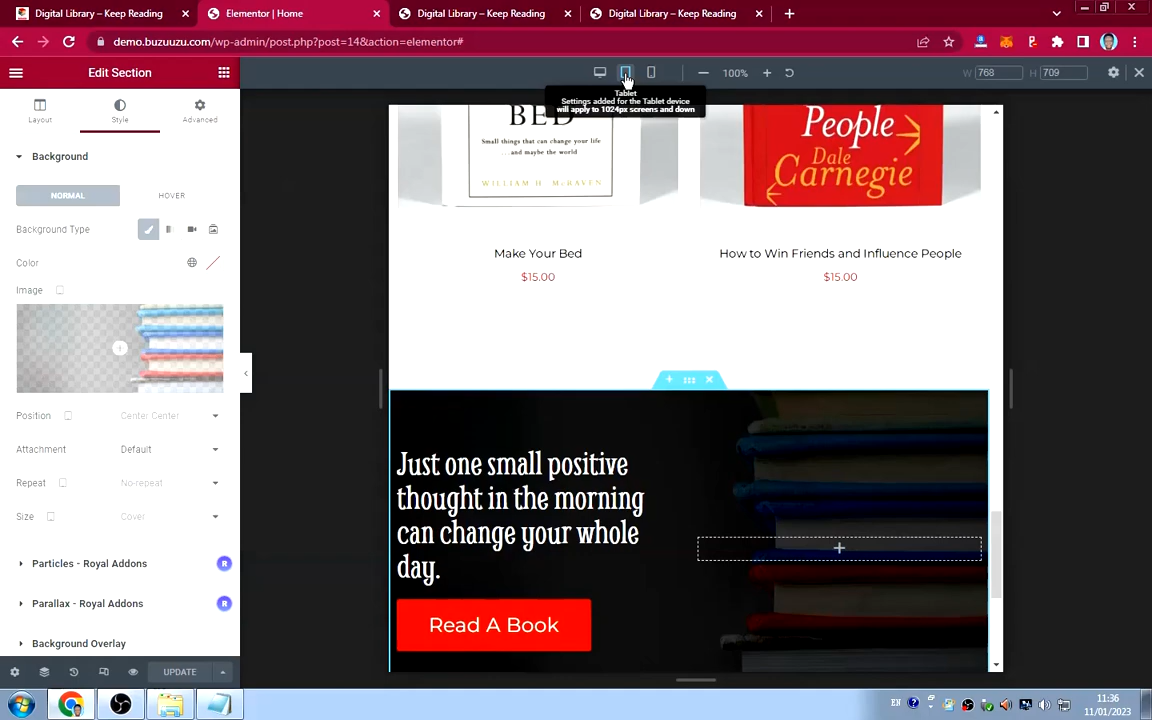 Digital Library – Keep Reading
Elementor | Home
Digital Library – Keep Reading
Digital Library – Keep Reading
demo.buzuuzu.com/wp-admin/post.php?post=14&action=elementor#
Edit Section
100%
W 768
H 709
Tablet
Settings added for the Tablet device
will apply to 1024px screens and down
Layout
Style
Advanced
Background
NORMAL
HOVER
Background Type
Color
Image
Position
Center Center
Attachment
Default
Repeat
No-repeat
Size
Cover
Particles - Royal Addons
R
Parallax - Royal Addons
R
Background Overlay
UPDATE
BED
Small things that can change your life
...and maybe the world
WILLIAM H. McRAVEN
People
Dale
Carnegie
Make Your Bed
$15.00
How to Win Friends and Influence People
$15.00
Just one small positive
thought in the morning
can change your whole
day.
Read A Book
EN
11:36
11/01/2023